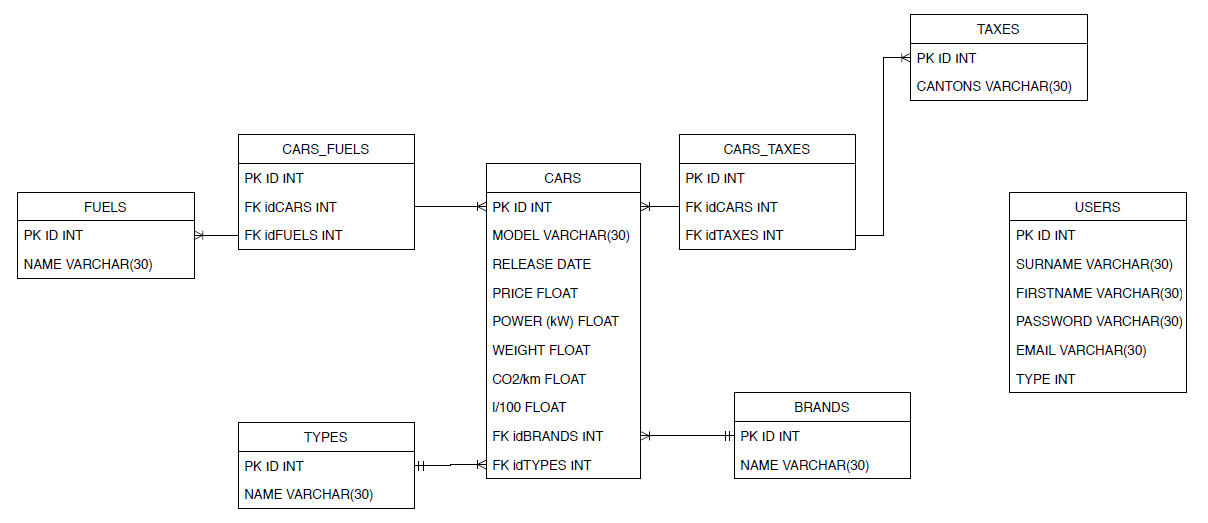 TAXES
PK ID INT
CANTONS VARCHAR(30)
CARS_FUELS
PK ID INT
FK idCARS INT
FK idFUELS INT
CARS_TAXES
PK ID INT
FK idCARS INT
FK idTAXES INT
FUELS
PK ID INT
NAME VARCHAR(30)
CARS
PK ID INT
MODEL VARCHAR(30)
RELEASE DATE
PRICE FLOAT
POWER (kW) FLOAT
WEIGHT FLOAT
CO2/km FLOAT
l/100 FLOAT
FK idBRANDS INT
FK idTYPES INT
USERS
PK ID INT
SURNAME VARCHAR(30)
FIRSTNAME VARCHAR(30)
PASSWORD VARCHAR(30)
EMAIL VARCHAR(30)
TYPE INT
TYPES
PK ID INT
NAME VARCHAR(30)
BRANDS
PK ID INT
NAME VARCHAR(30)